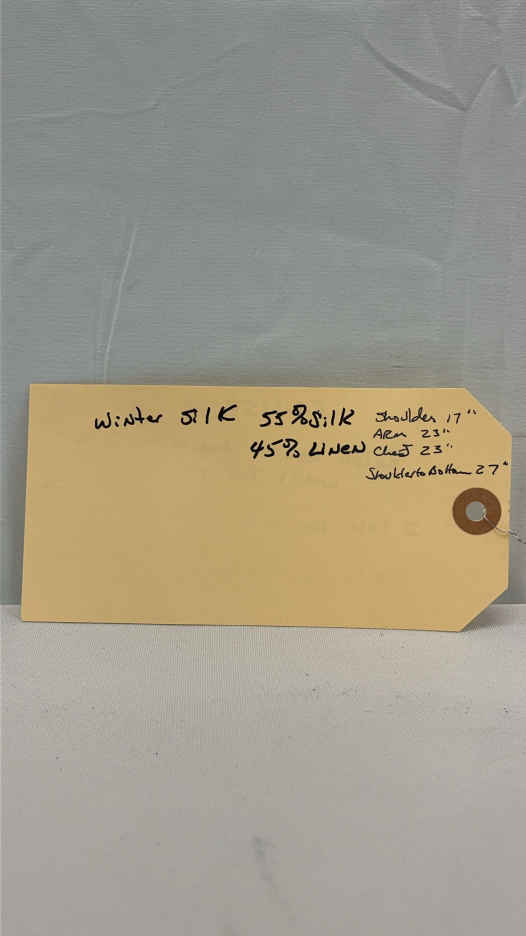 Winter Silk 55% Silk
45% Linen
Shoulder 17"
Arm 23"
Chest 23"
Shoulder to Bottom 27"